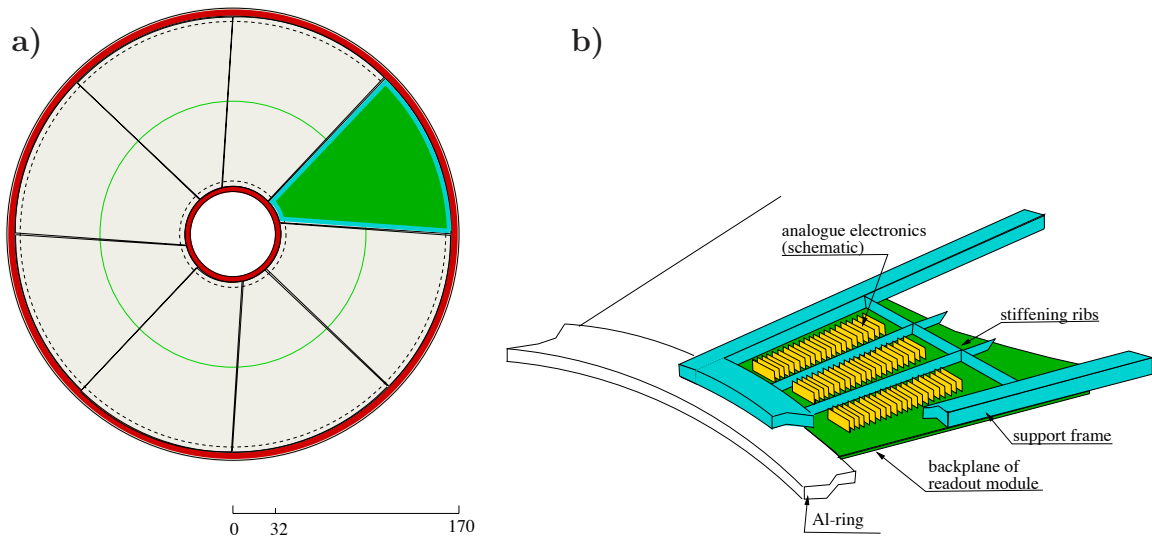 a)
b)
analogue electronics
(schematic)
stiffening ribs
support frame
backplane of
readout module
Al-ring
0
32
170